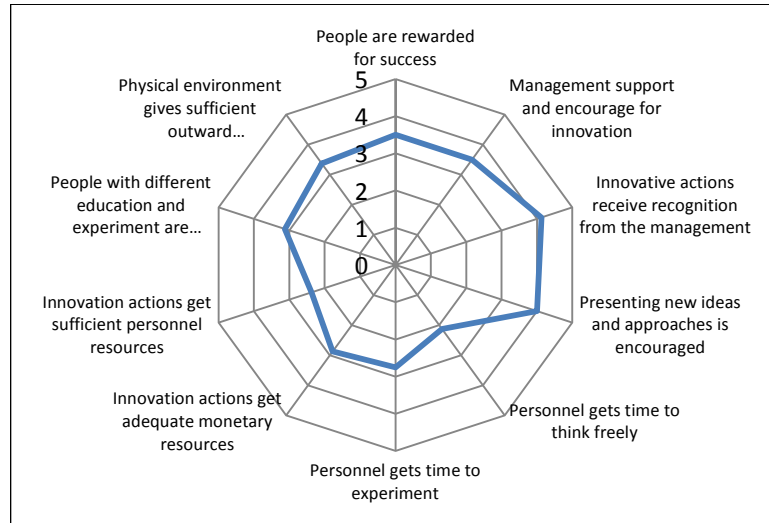 People are rewarded
for success
Management support
and encourage for
innovation
Innovative actions
receive recognition
from the management
Presenting new ideas
and approaches is
encouraged
Personnel gets time to
think freely
Personnel gets time to
experiment
Innovation actions get
adequate monetary
resources
Innovation actions get
sufficient personnel
resources
People with different
education and
experiment are…
Physical environment
gives sufficient
outward…
5
4
3
2
1
0